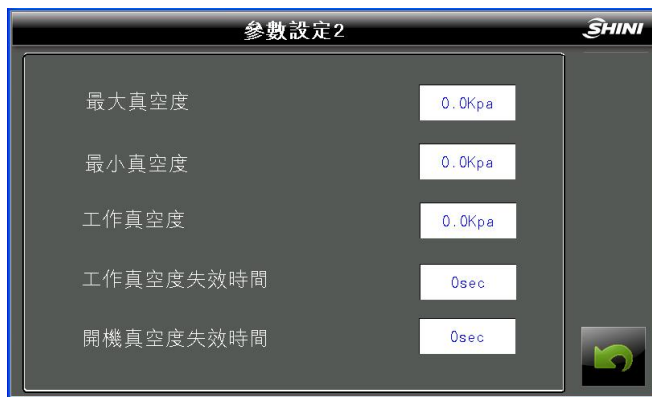 參數設定2
SHINI
最大真空度
0.0Kpa
最小真空度
0.0Kpa
工作真空度
0.0Kpa
工作真空度失效時間
0sec
開機真空度失效時間
0sec